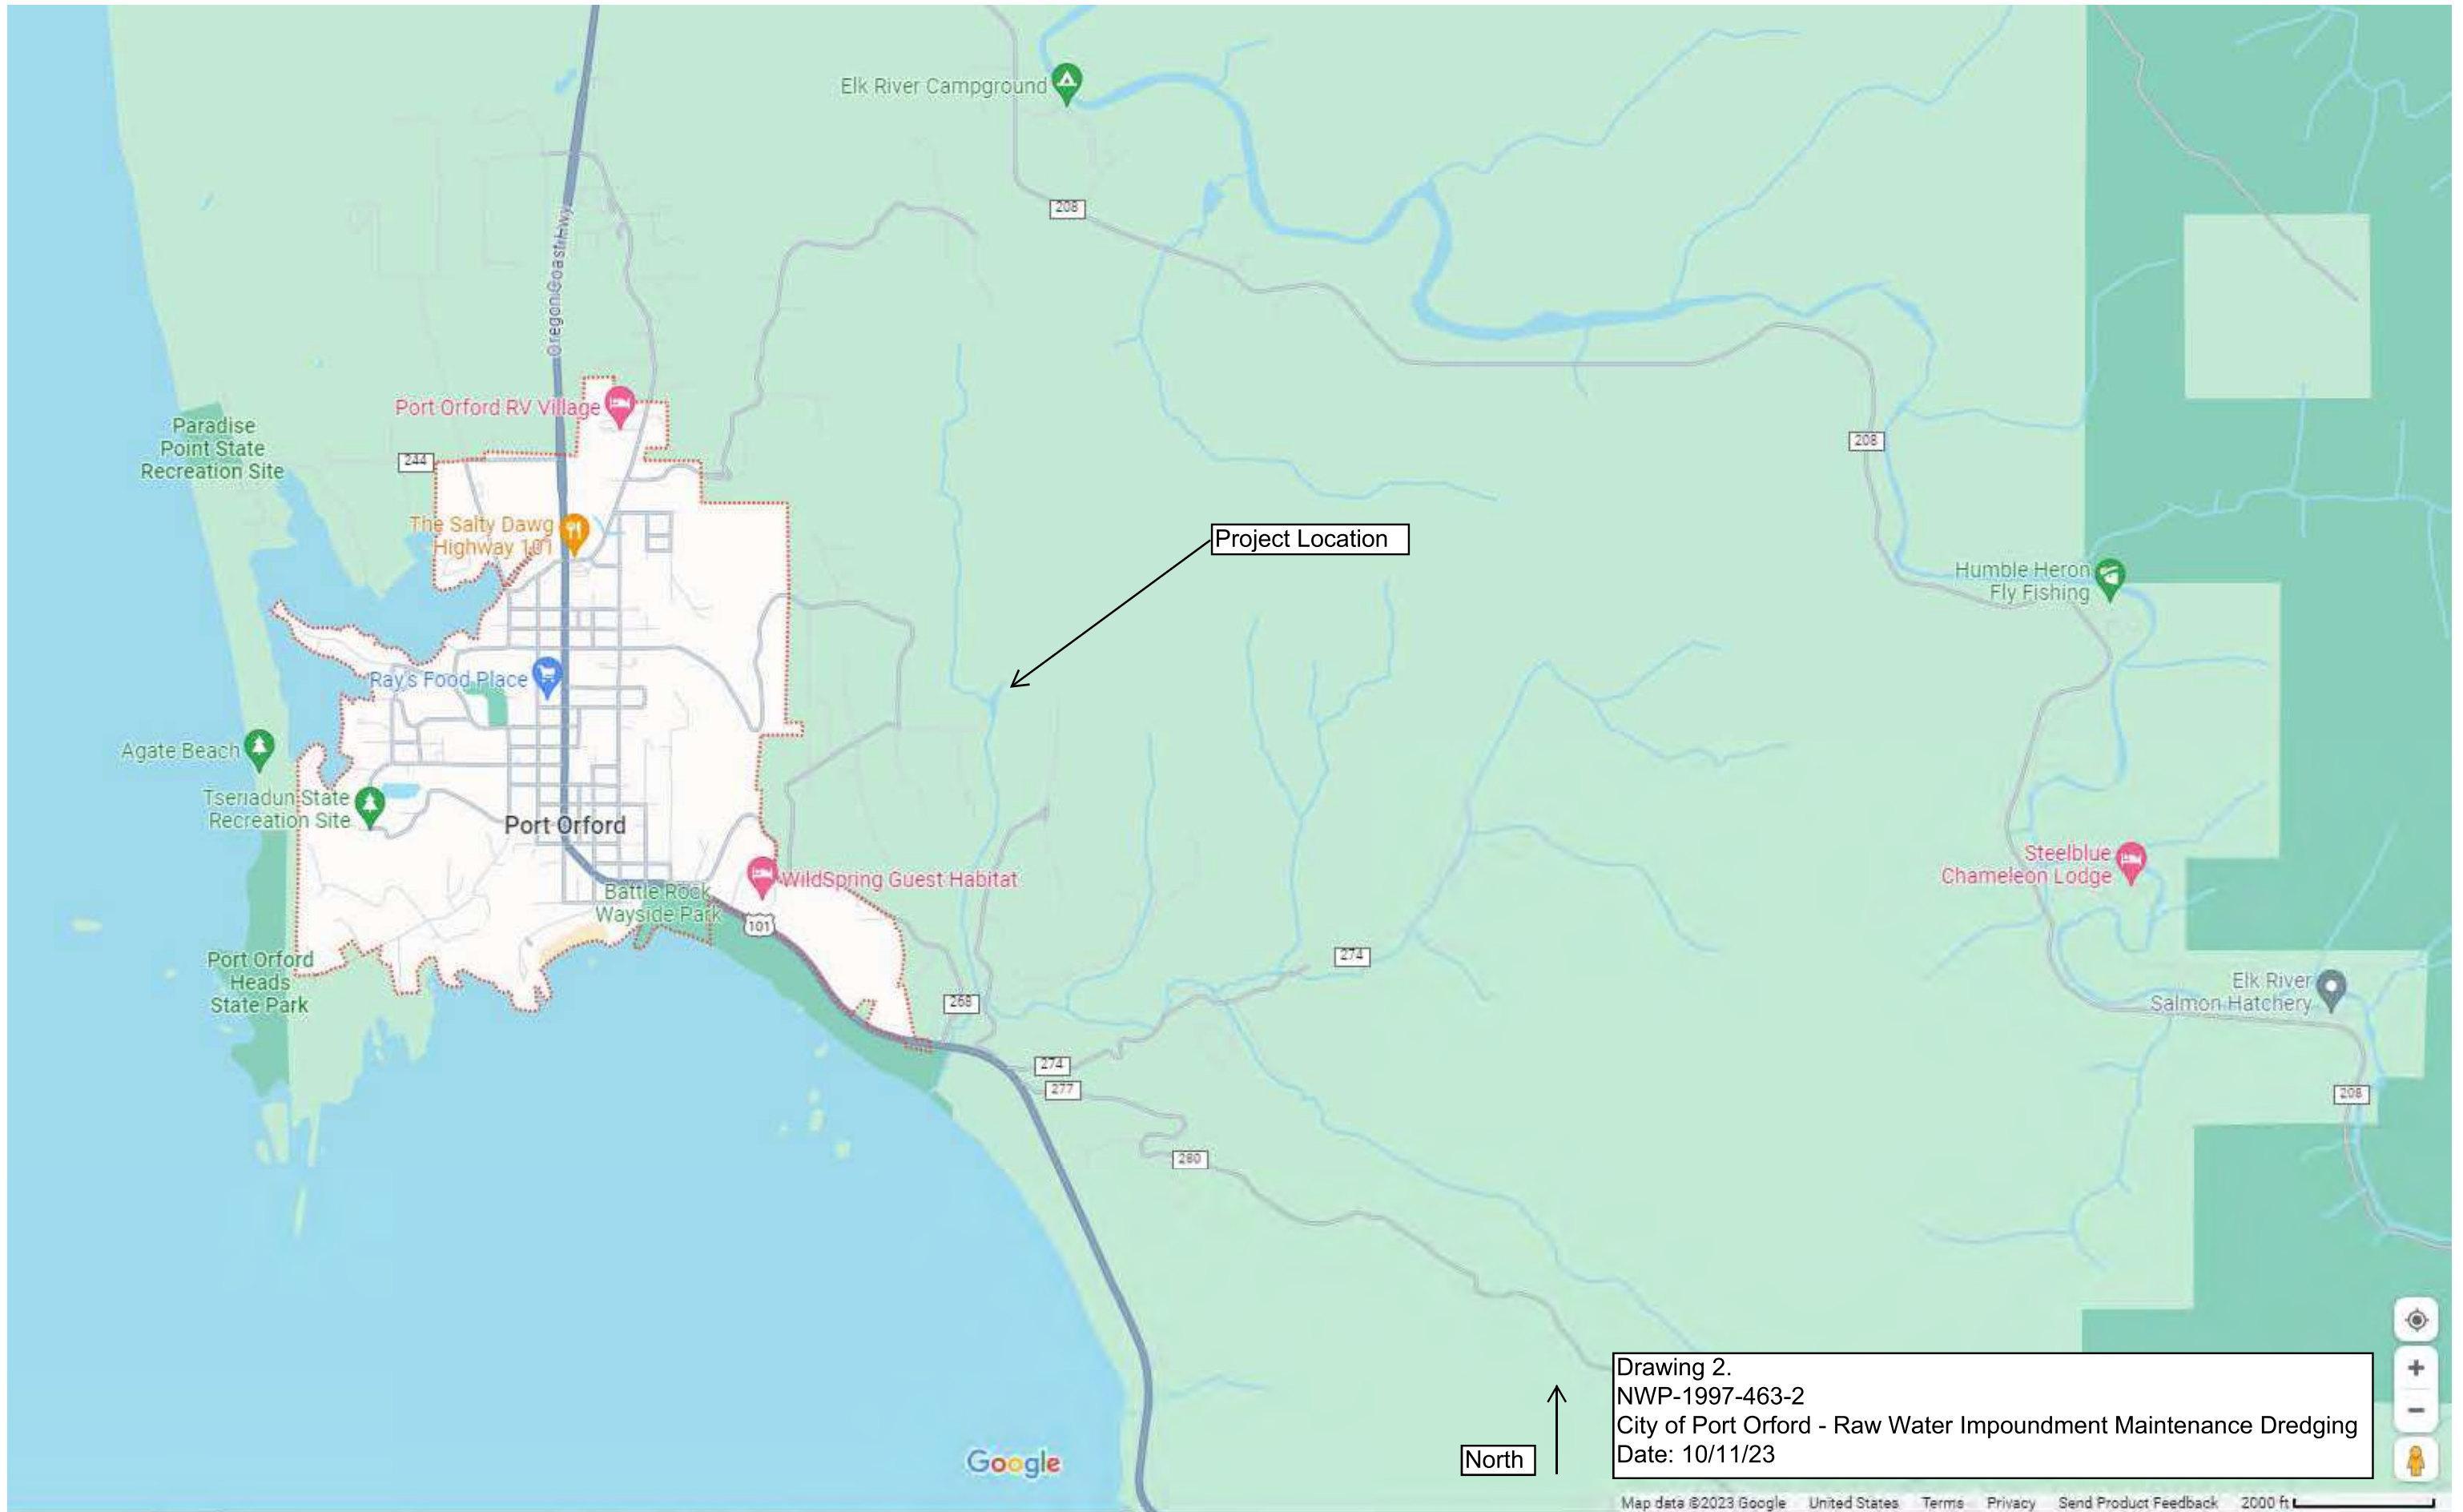 Elk River Campground
208
Oregon Coast Hwy
Port Orford RV Village
Paradise
Point State
Recreation Site
244
208
The Salty Dawg
Highway 101
Project Location
Humble Heron
Fly Fishing
Ray's Food Place
Agate Beach
Tseriadun State
Recreation Site
Port Orford
Steelblue
Chameleon Lodge
WildSpring Guest Habitat
Battle Rock
Wayside Park
101
274
Port Orford
Heads
State Park
268
Elk River
Salmon Hatchery
274
277
208
280
Drawing 2.
NWP-1997-463-2
City of Port Orford - Raw Water Impoundment Maintenance Dredging
Date: 10/11/23
North
Google
Map data ©2023 Google United States Terms Privacy Send Product Feedback 2000 ft